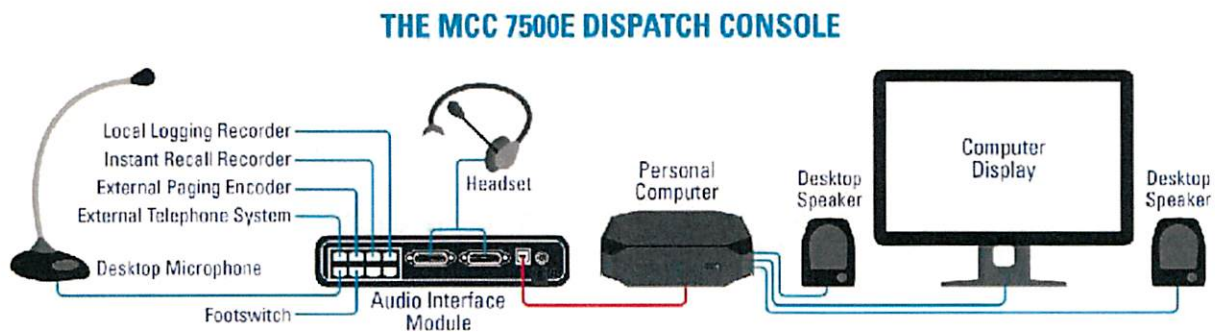 THE MCC 7500E DISPATCH CONSOLE
Local Logging Recorder
Instant Recall Recorder
External Paging Encoder
External Telephone System
Desktop Microphone
Footswitch
Headset
Audio Interface
Module
Personal
Computer
Desktop
Speaker
Computer
Display
Desktop
Speaker